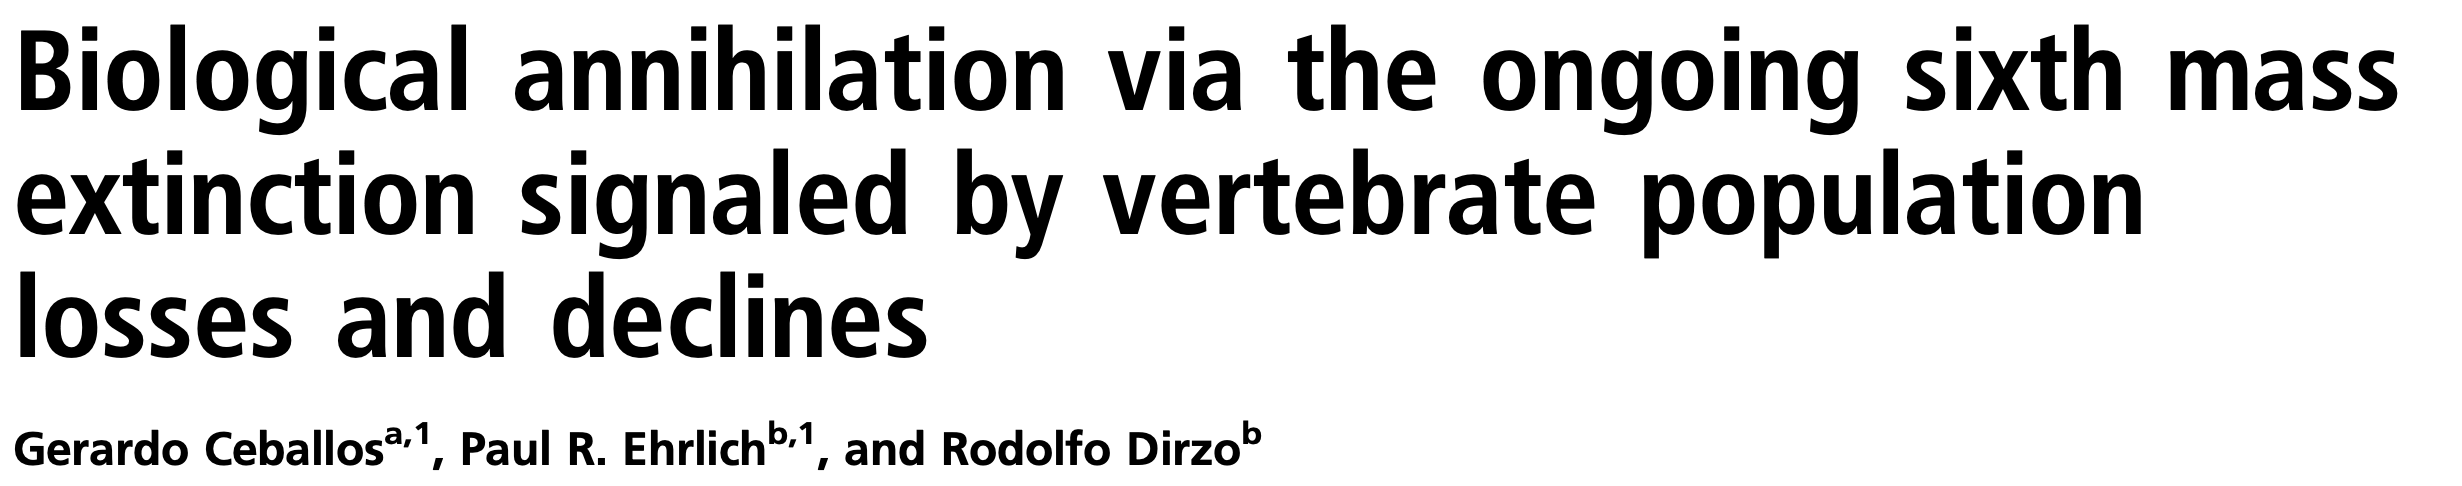 Biological annihilation via the ongoing sixth mass
extinction signaled by vertebrate population
losses and declines
Gerardo Ceballosa,1, Paul R. Ehrlichb,1, and Rodolfo Dirzob